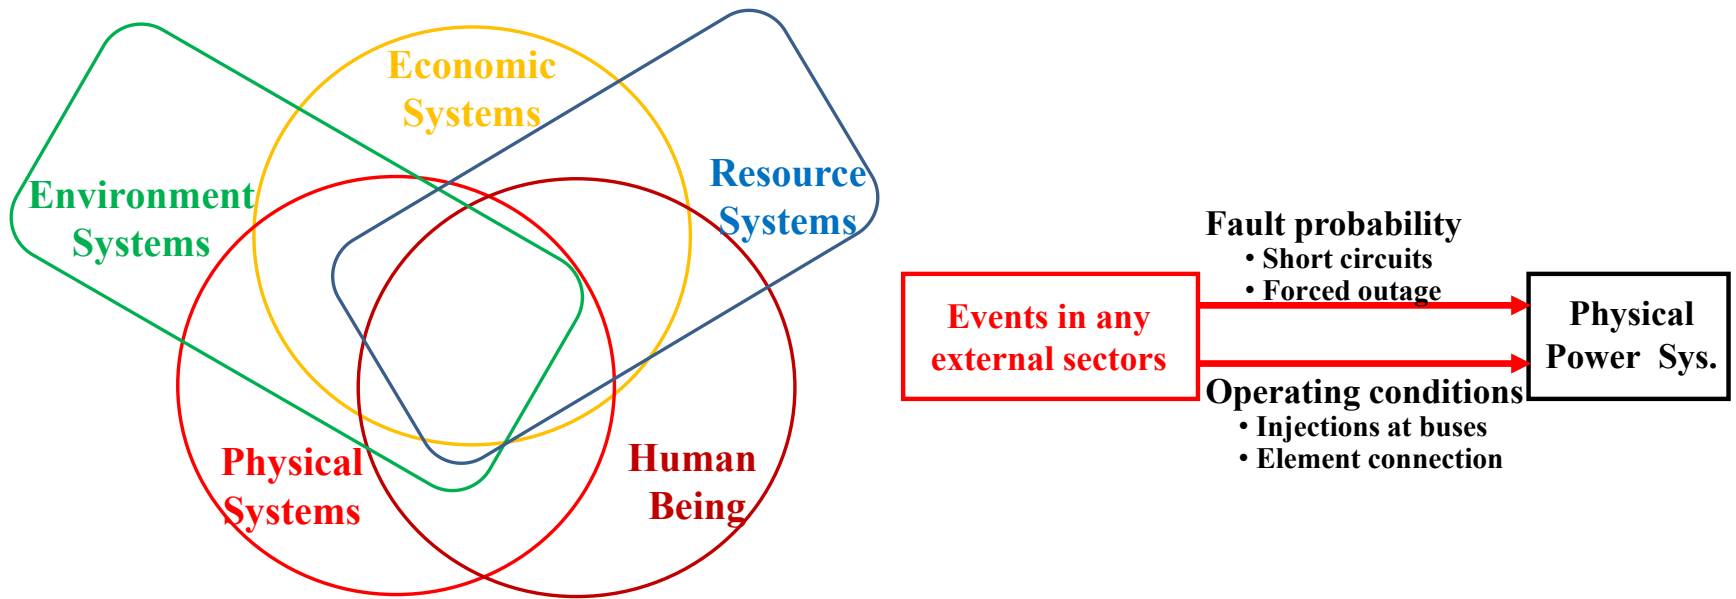 Economic
Systems
Environment
Systems
Resource
Systems
Physical
Systems
Human
Being
Events in any
external sectors
Fault probability
• Short circuits
• Forced outage
Operating conditions
• Injections at buses
• Element connection
Physical
Power Sys.